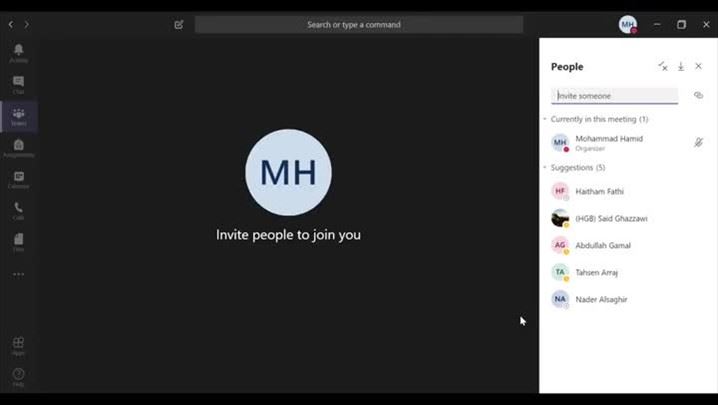 Search or type a command
MH
Activity
Chat
Teams
Assignments
Calendar
Calls
Files
Apps
Help
MH
Invite people to join you
People
Invite someone
Currently in this meeting (1)
MH
Mohammad Hamid
Organizer
Suggestions (5)
HF
Haitham Fathi
(HGB) Said Ghazzawi
AG
Abdullah Gamal
TA
Tahsen Arraj
NA
Nader Alsaghir